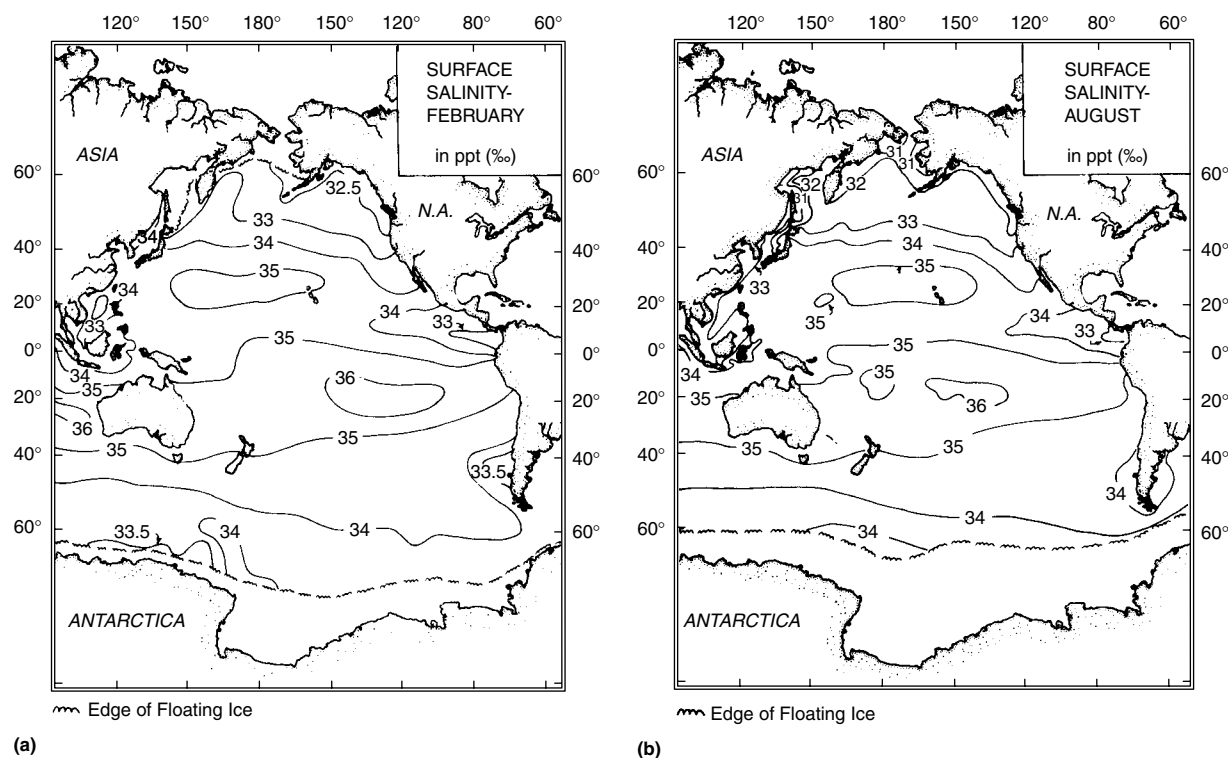 120° 150° 180° 150° 120° 90° 60°
SURFACE
SALINITY-
FEBRUARY
in ppt (‰)
ASIA
N.A.
60° 60°
32.5
33
34
34
40° 40°
35
34
20° 20°
33
34
33
35
0° 0°
34
35
36
20° 20°
36
35
35
40° 40°
33.5
34
34
60° 60°
33.5
ANTARCTICA
Edge of Floating Ice
(a)
120° 150° 180° 150° 120° 90° 60°
SURFACE
SALINITY-
AUGUST
in ppt (‰)
ASIA
N.A.
31
31
60° 60°
32
32
31
33
34
40° 40°
35
33
20° 20°
35
34
33
35
0° 0°
34
35
35
20° 20°
36
35
35
40° 40°
34
34
34
60° 60°
ANTARCTICA
Edge of Floating Ice
(b)